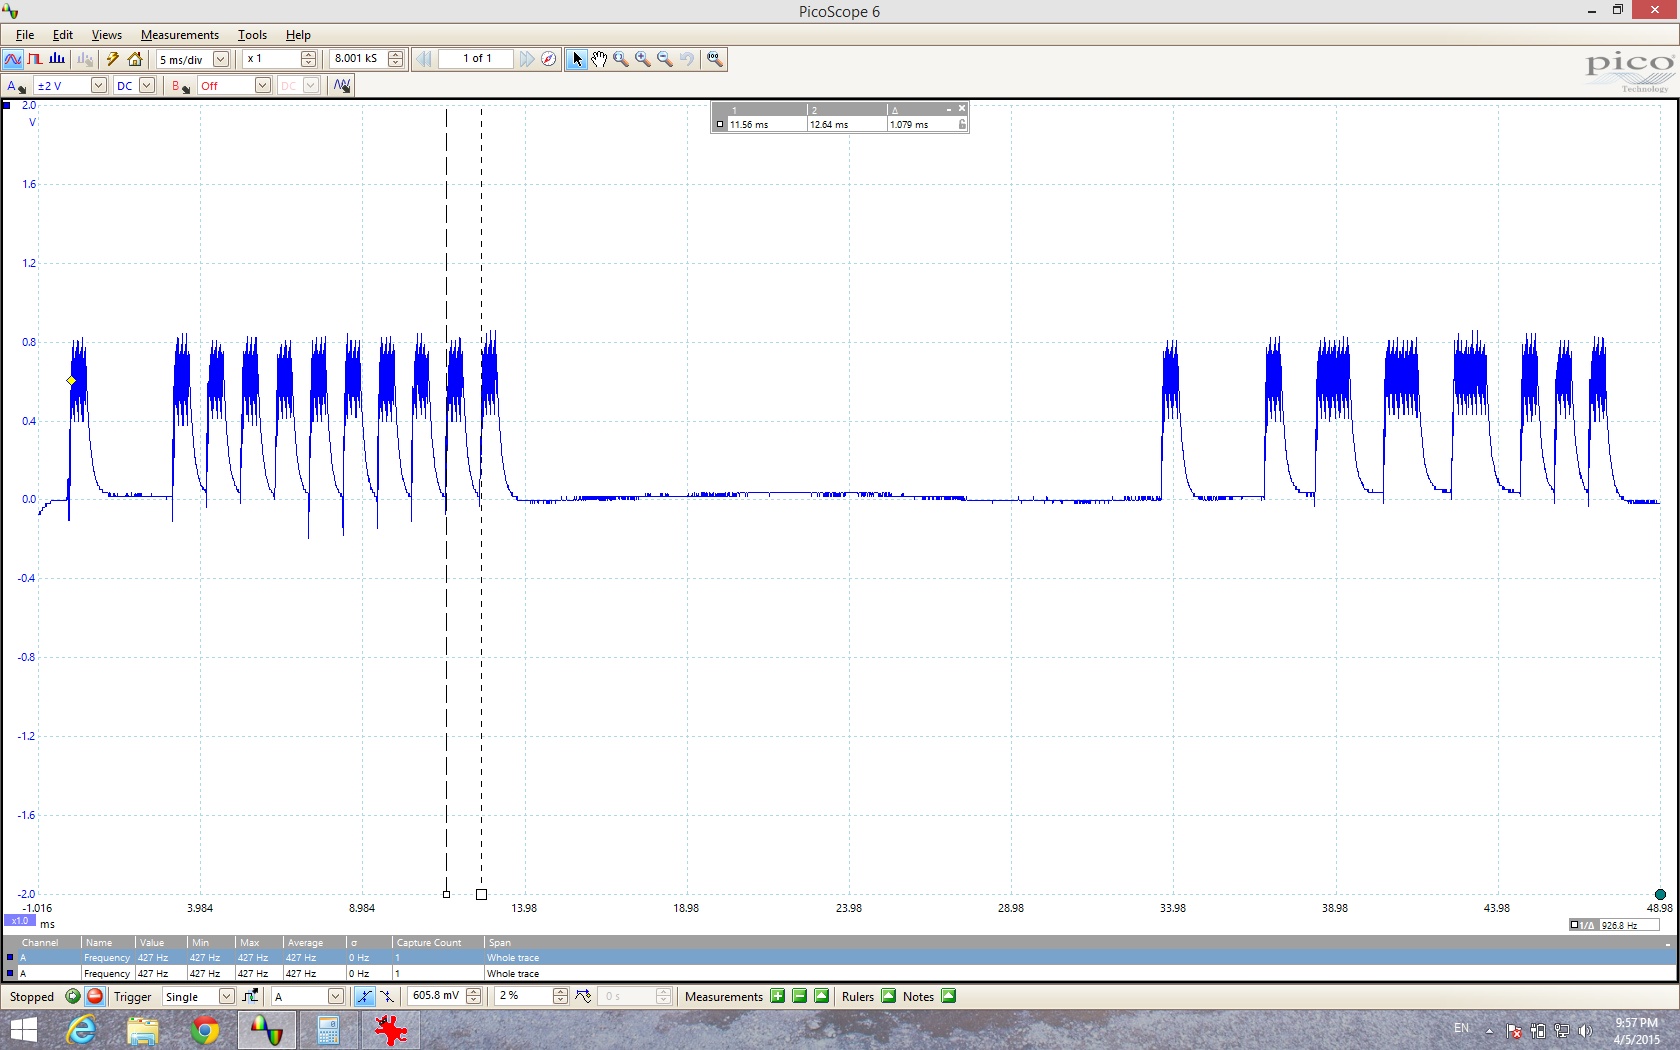 PicoScope 6
File Edit Views Measurements Tools Help
5 ms/div x 1 8.001 kS 1 of 1
pico
Technology
A ±2 V DC B Off DC
1 2 Δ
11.56 ms 12.64 ms 1.079 ms
2.0
V
1.6
1.2
0.8
0.4
0.0
-0.4
-0.8
-1.2
-1.6
-2.0
-1.016 3.984 8.984 13.98 18.98 23.98 28.98 33.98 38.98 43.98 48.98
x1.0 ms
1/Δ 926.8 Hz
Channel Name Value Min Max Average σ Capture Count Span
A Frequency 427 Hz 427 Hz 427 Hz 427 Hz 0 Hz 1 Whole trace
A Frequency 427 Hz 427 Hz 427 Hz 427 Hz 0 Hz 1 Whole trace
Stopped Trigger Single A 605.8 mV 2 % 0 s Measurements Rulers Notes
EN
9:57 PM
4/5/2015